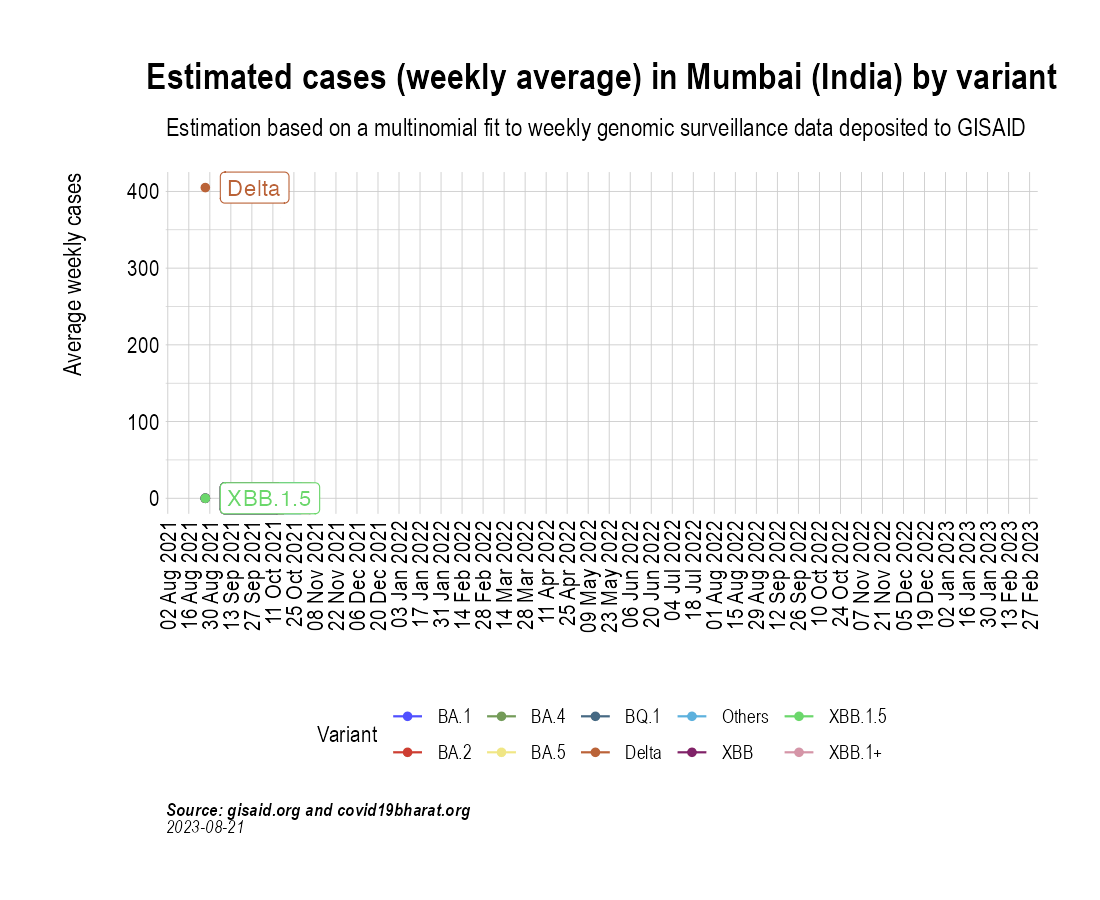 Estimated cases (weekly average) in Mumbai (India) by variant
Estimation based on a multinomial fit to weekly genomic surveillance data deposited to GISAID
Average weekly cases
400
300
200
100
0
Delta
XBB.1.5
02 Aug 2021
16 Aug 2021
30 Aug 2021
13 Sep 2021
27 Sep 2021
11 Oct 2021
25 Oct 2021
08 Nov 2021
22 Nov 2021
06 Dec 2021
20 Dec 2021
03 Jan 2022
17 Jan 2022
31 Jan 2022
14 Feb 2022
28 Feb 2022
14 Mar 2022
28 Mar 2022
11 Apr 2022
25 Apr 2022
09 May 2022
23 May 2022
06 Jun 2022
20 Jun 2022
04 Jul 2022
18 Jul 2022
01 Aug 2022
15 Aug 2022
29 Aug 2022
12 Sep 2022
26 Sep 2022
10 Oct 2022
24 Oct 2022
07 Nov 2022
21 Nov 2022
05 Dec 2022
19 Dec 2022
02 Jan 2023
16 Jan 2023
30 Jan 2023
13 Feb 2023
27 Feb 2023
Variant
BA.1 BA.4 BQ.1 Others XBB.1.5
BA.2 BA.5 Delta XBB XBB.1+
Source: gisaid.org and covid19bharat.org
2023-08-21